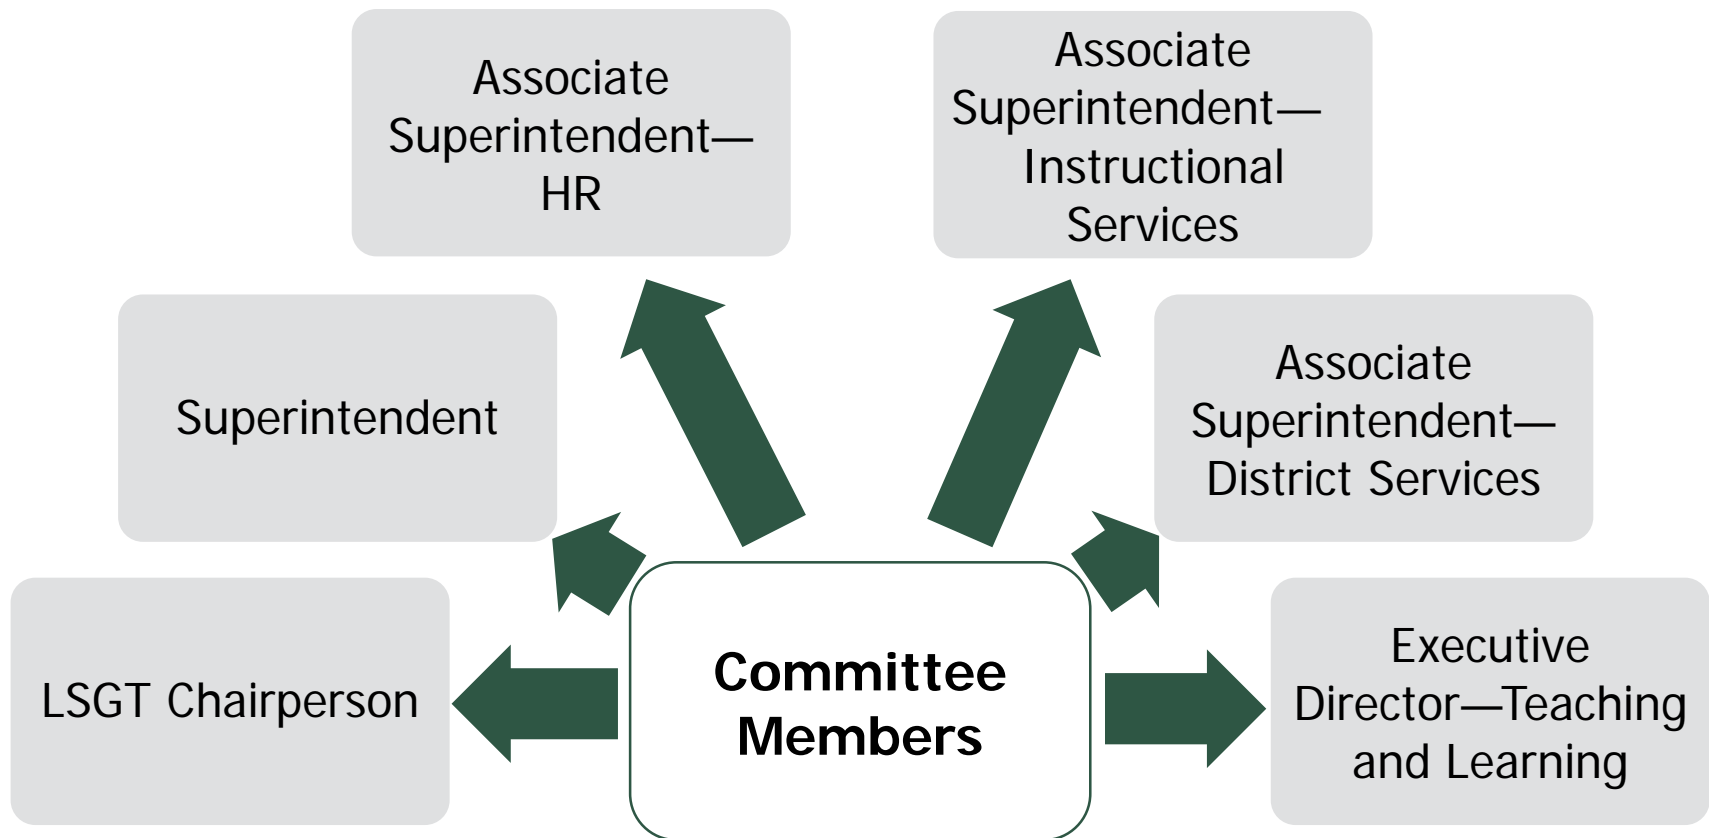 Associate
Superintendent—
HR
Associate
Superintendent—
Instructional
Services
Superintendent
Associate
Superintendent—
District Services
LSGT Chairperson
Committee
Members
Executive
Director—Teaching
and Learning